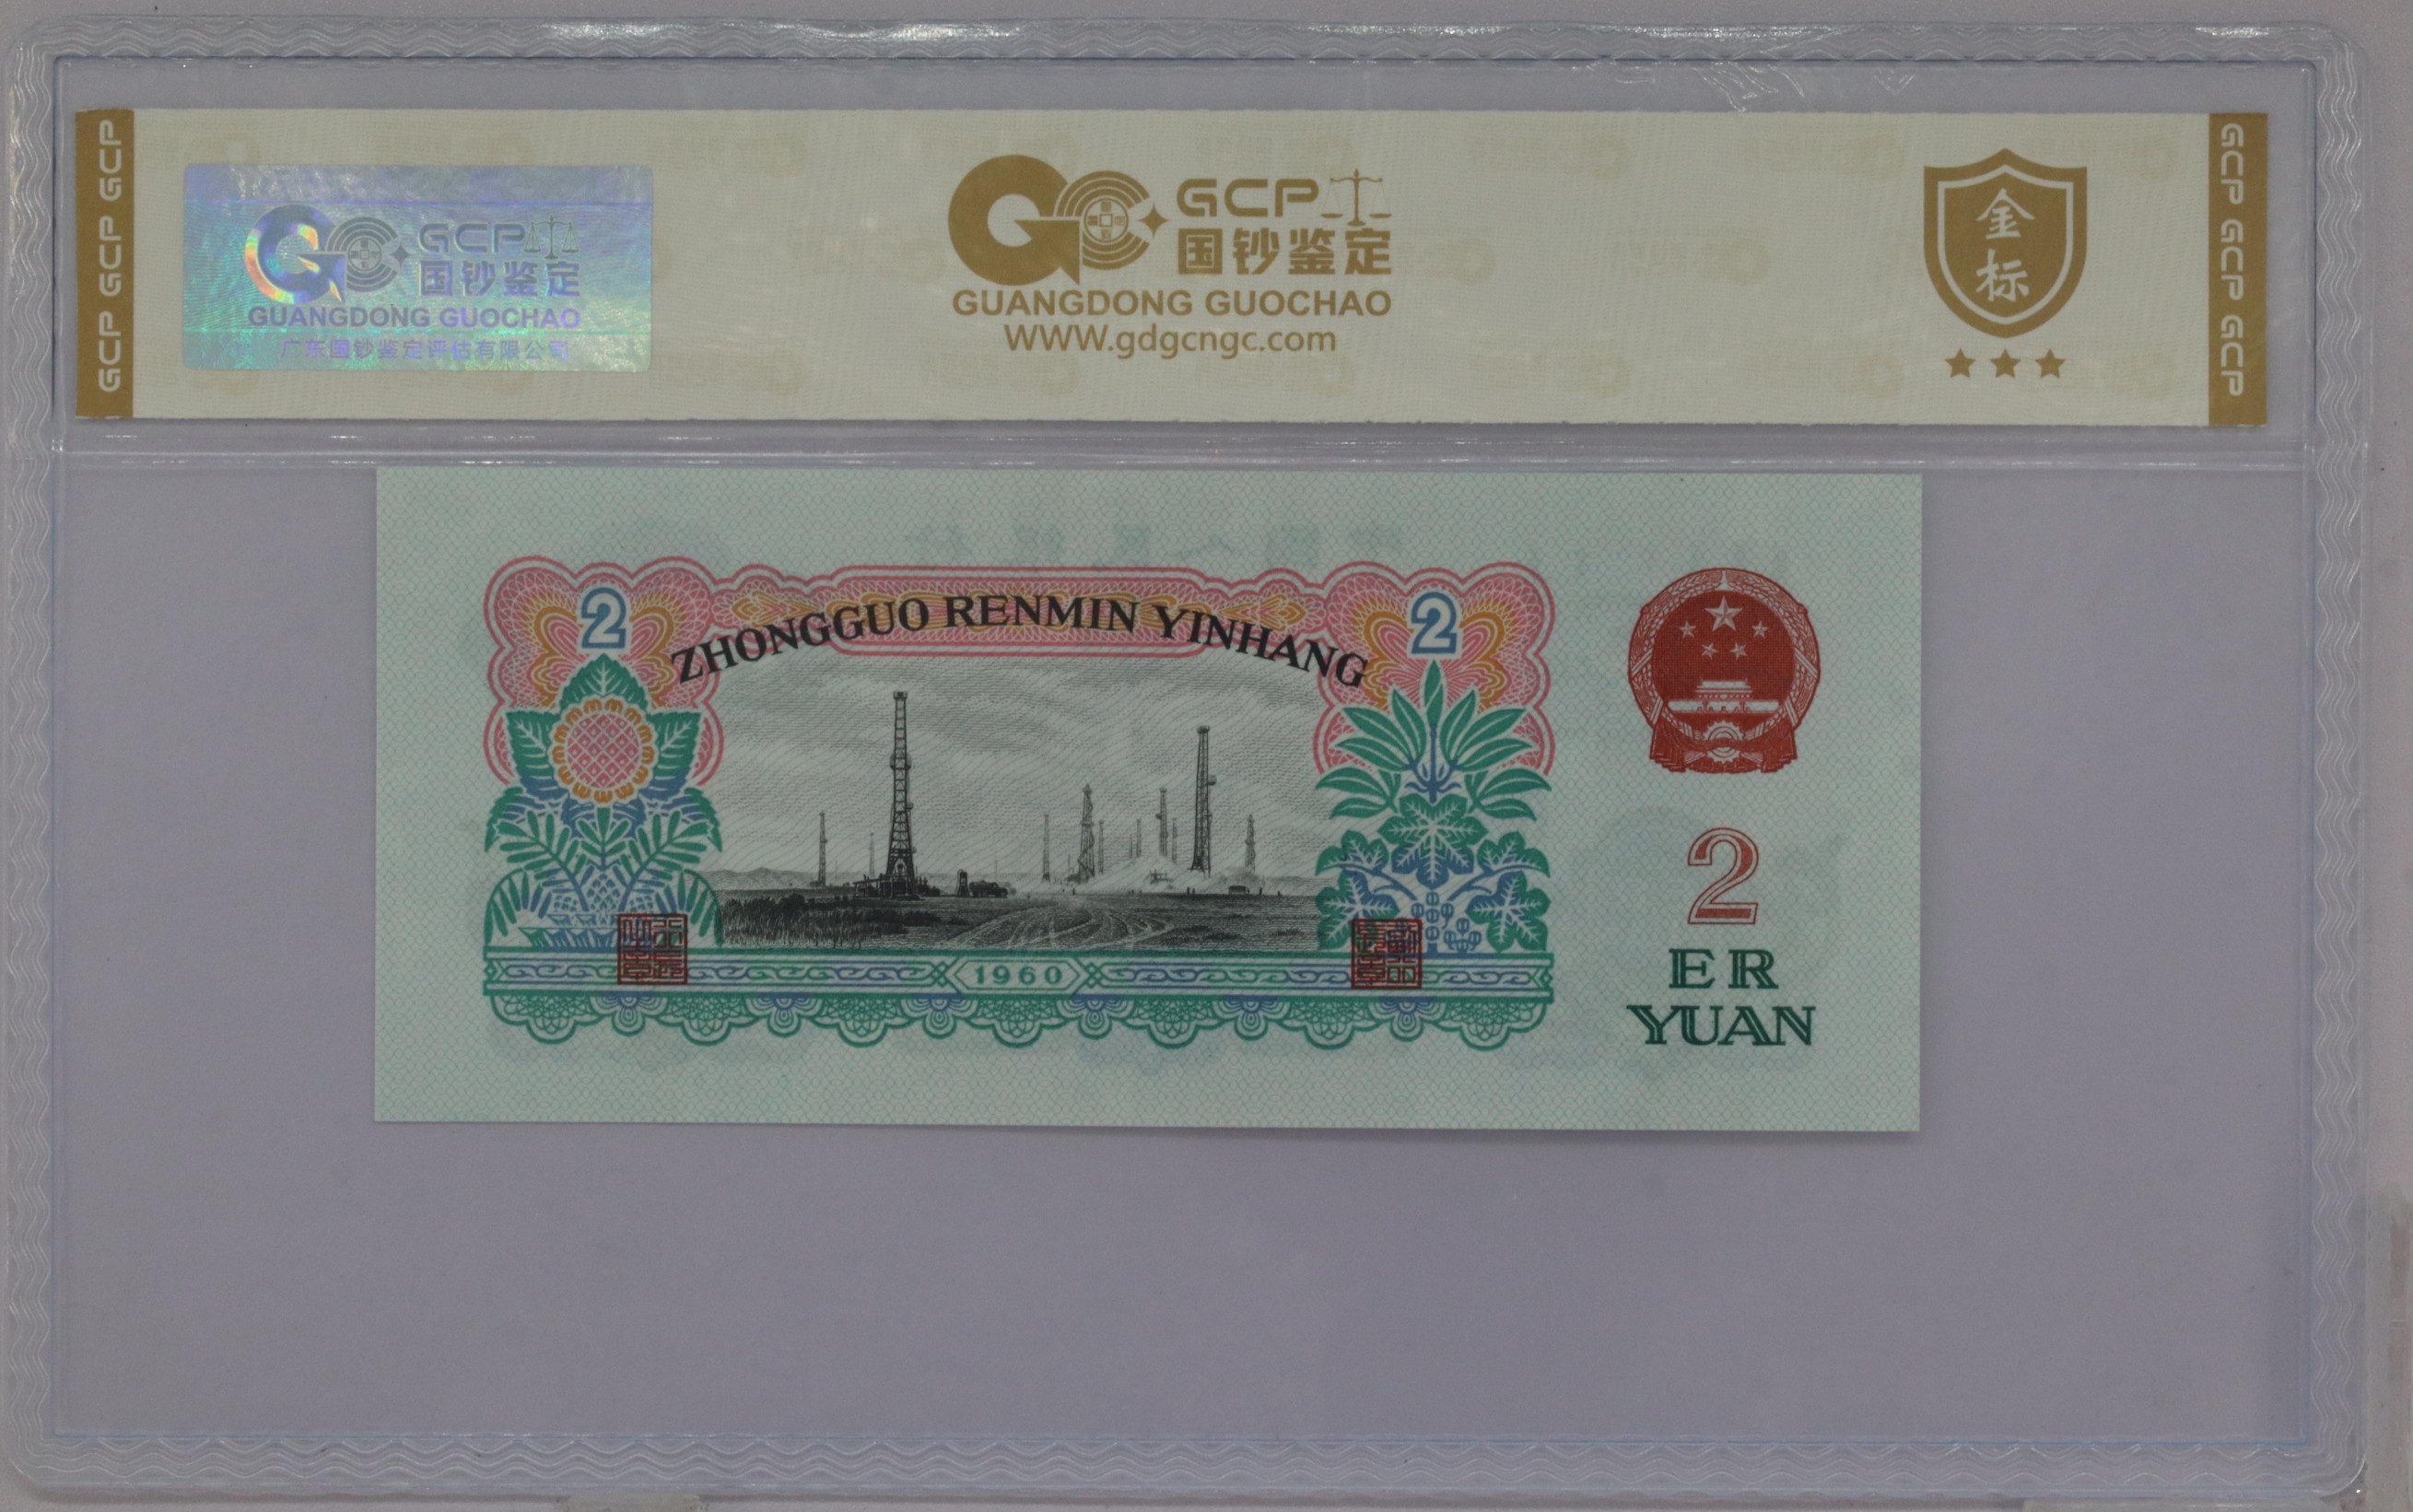 GCP GCP GCP
GCP
国钞鉴定
GUANGDONG GUOCHAO
广东国钞鉴定评估有限公司
GCP
国钞鉴定
GUANGDONG GUOCHAO
WWW.gdgcngc.com
金
标
GCP GCP GCP
2
2
ZHONGGUO RENMIN YINHANG
1960
2
ER
YUAN